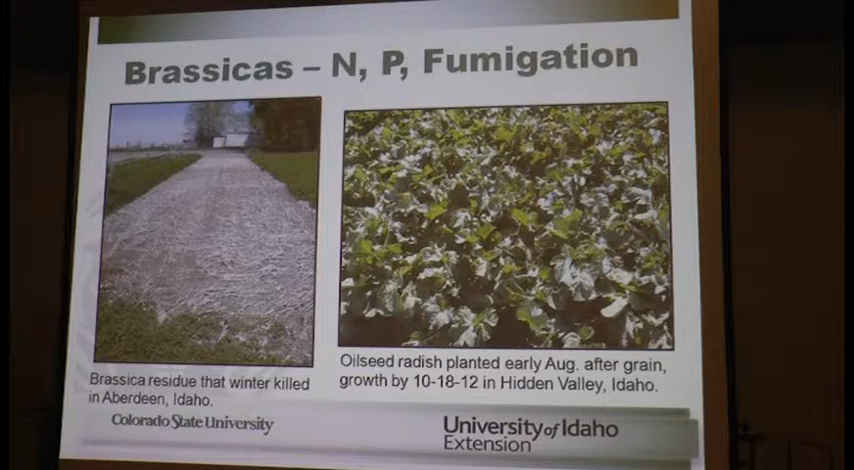 Brassicas – N, P, Fumigation
Brassica residue that winter killed
in Aberdeen, Idaho.
Oilseed radish planted early Aug. after grain,
growth by 10-18-12 in Hidden Valley, Idaho.
Colorado State University
University of Idaho
Extension